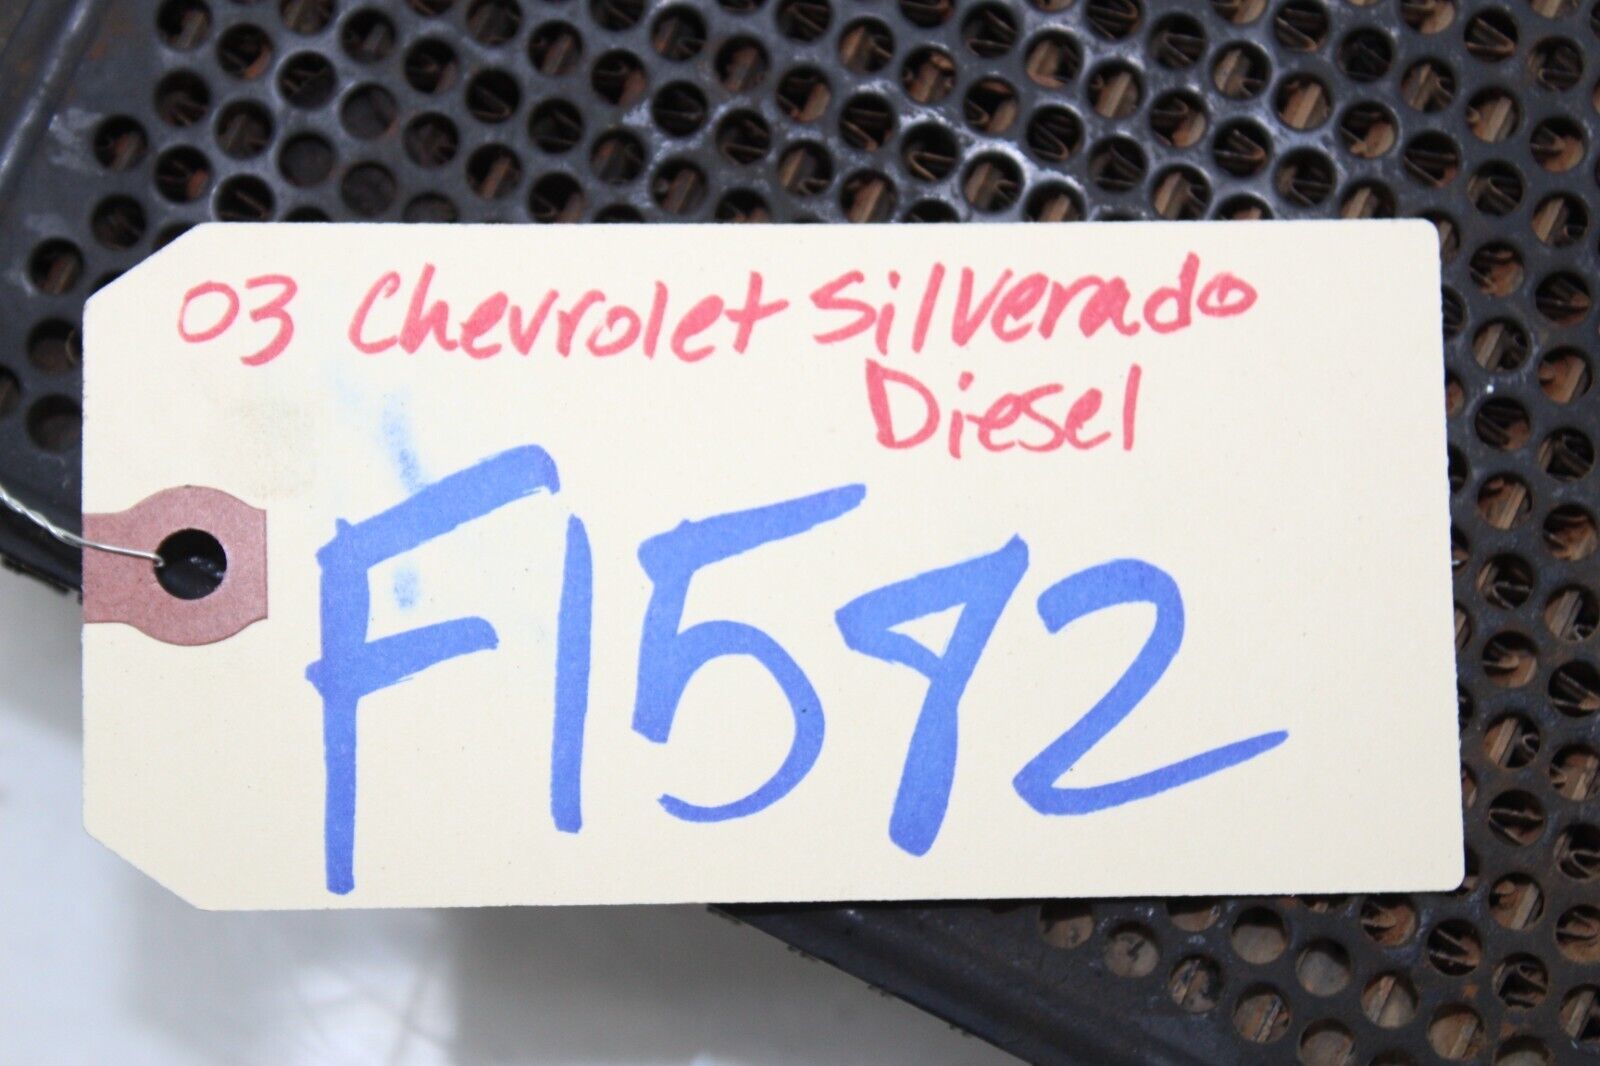 03 Chevrolet Silverado
Diesel
F1592